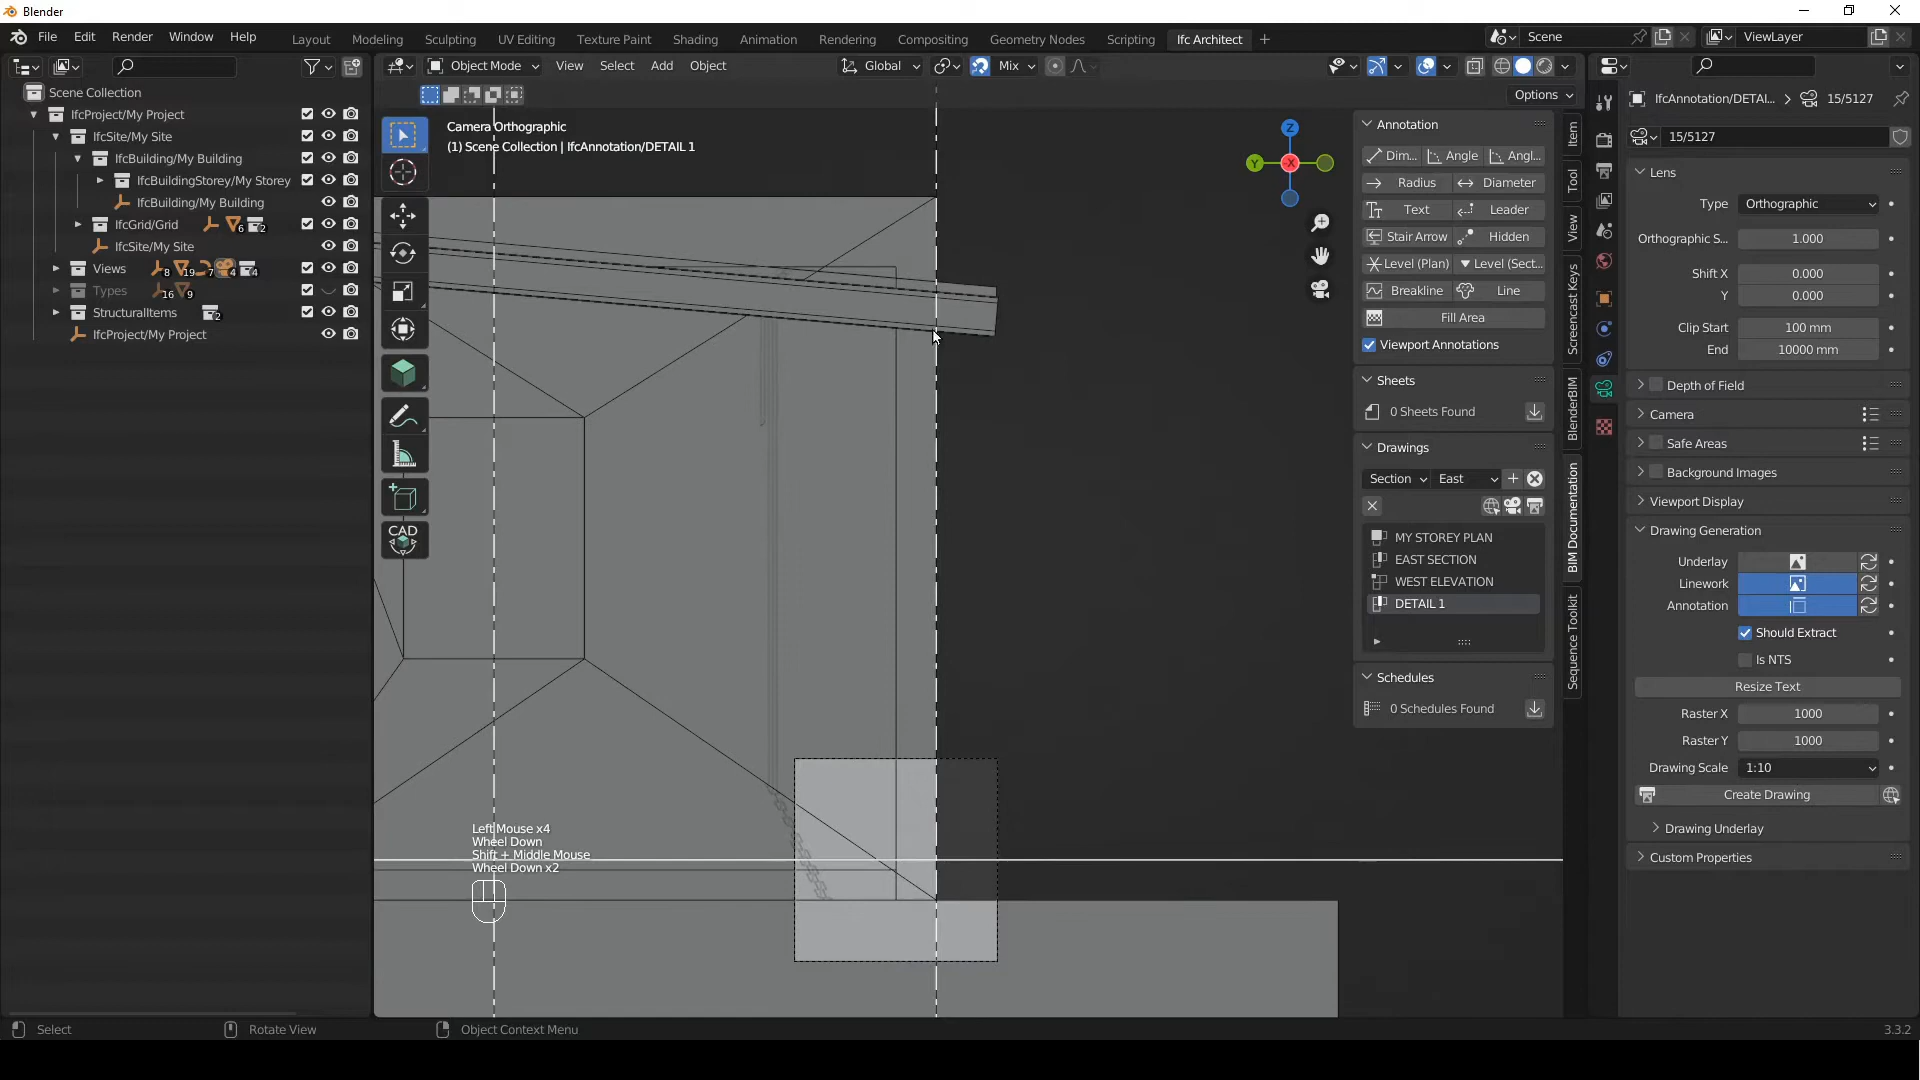 Blender
File Edit Render Window Help
Layout Modeling Sculpting UV Editing Texture Paint Shading Animation Rendering Compositing Geometry Nodes Scripting Ifc Architect
Scene ViewLayer
Object Mode View Select Add Object Global Mix
Options
Scene Collection
IfcProject/My Project
IfcSite/My Site
IfcBuilding/My Building
IfcBuildingStorey/My Storey
IfcBuilding/My Building
IfcGrid/Grid 6 2
IfcSite/My Site
Views 8 19 7 4 4
Types 16 9
StructuralItems 2
IfcProject/My Project
Camera Orthographic
(1) Scene Collection | IfcAnnotation/DETAIL 1
CAD
Z
Y
X
Left Mouse x4
Wheel Down
Shift + Middle Mouse
Wheel Down x2
Annotation
Dim... Angle Angl...
Radius Diameter
Text Leader
Stair Arrow Hidden
Level (Plan) Level (Sect...
Breakline Line
Fill Area
Viewport Annotations
Sheets
0 Sheets Found
Drawings
Section East
MY STOREY PLAN
EAST SECTION
WEST ELEVATION
DETAIL 1
Schedules
0 Schedules Found
Item
Tool
View
Screencast Keys
BlenderBIM
BIM Documentation
Sequence Toolkit
IfcAnnotation/DETAI... 15/5127
15/5127
Lens
Type Orthographic
Orthographic S... 1.000
Shift X 0.000
Y 0.000
Clip Start 100 mm
End 10000 mm
Depth of Field
Camera
Safe Areas
Background Images
Viewport Display
Drawing Generation
Underlay
Linework
Annotation
Should Extract
Is NTS
Resize Text
Raster X 1000
Raster Y 1000
Drawing Scale 1:10
Create Drawing
Drawing Underlay
Custom Properties
Select Rotate View Object Context Menu 3.3.2